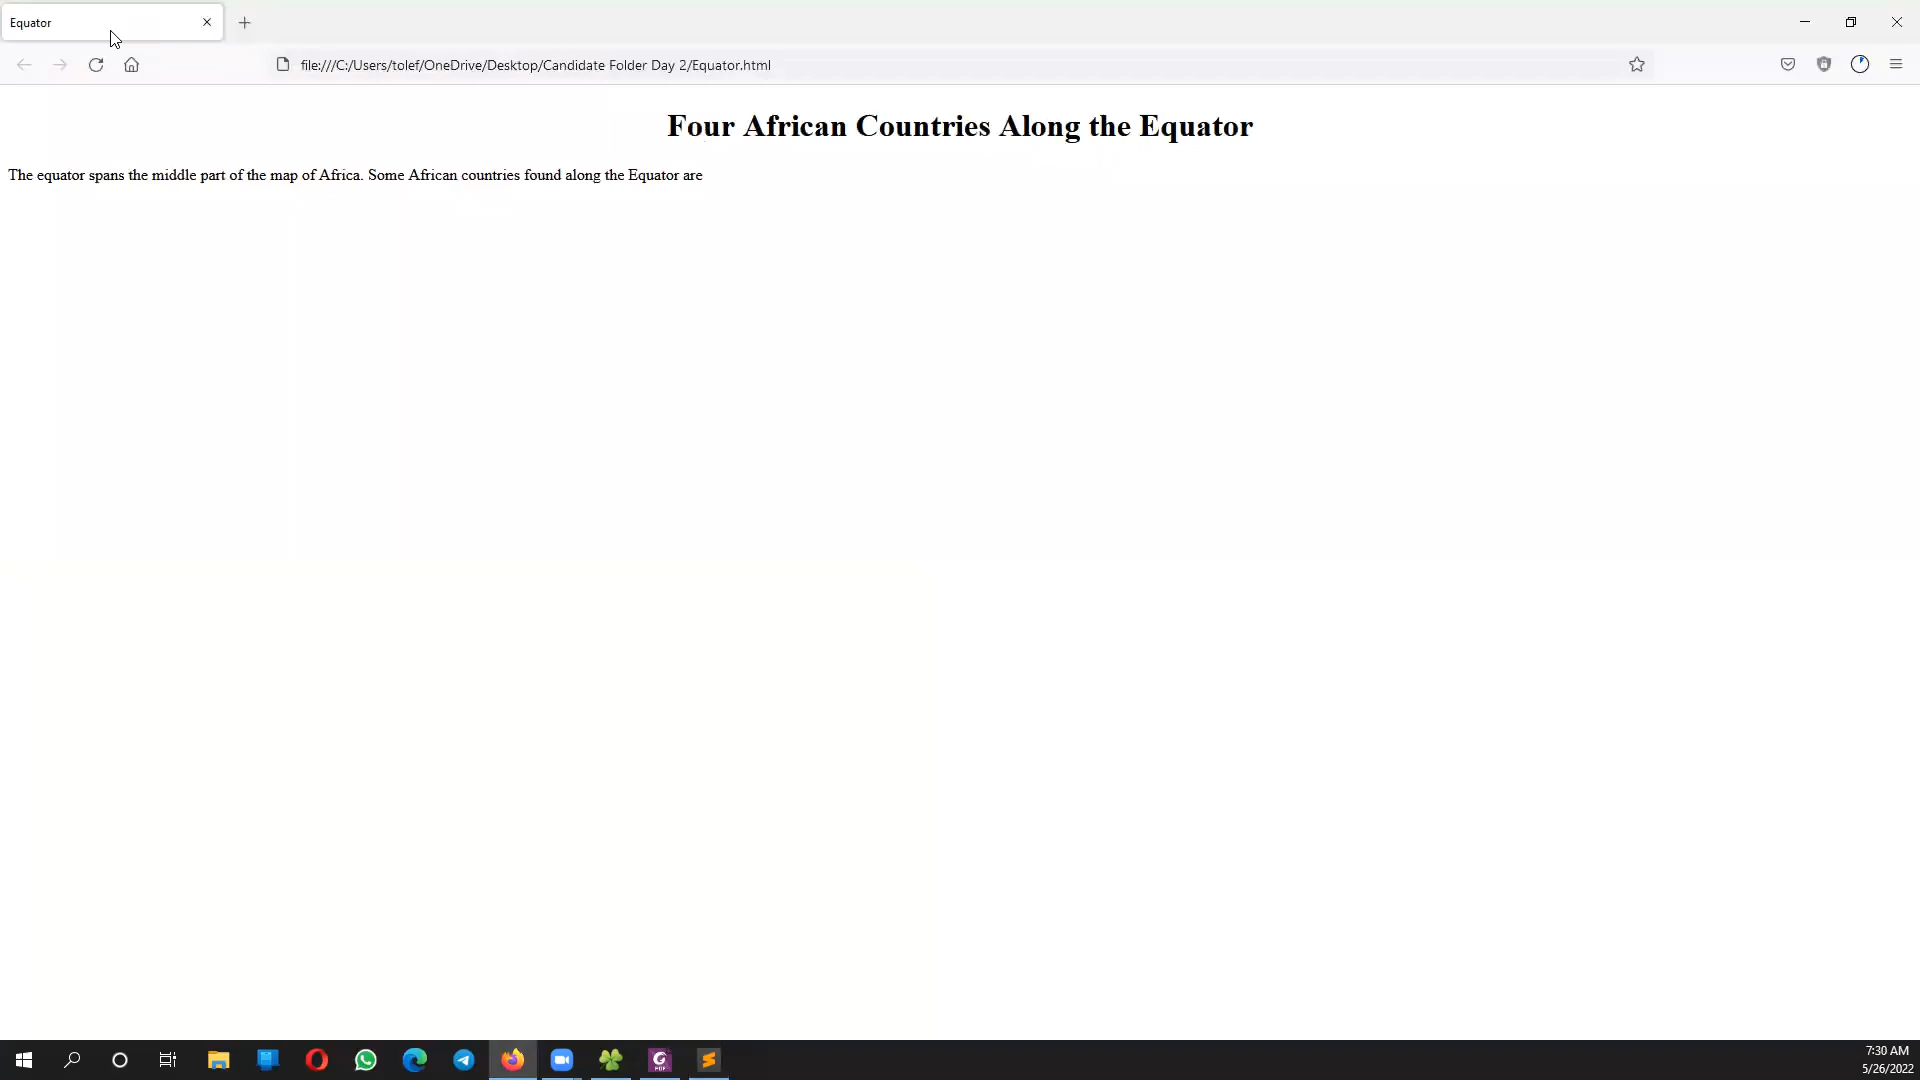 Equator
file:///C:/Users/tolef/OneDrive/Desktop/Candidate Folder Day 2/Equator.html
Four African Countries Along the Equator
The equator spans the middle part of the map of Africa. Some African countries found along the Equator are
7:30 AM
5/26/2022